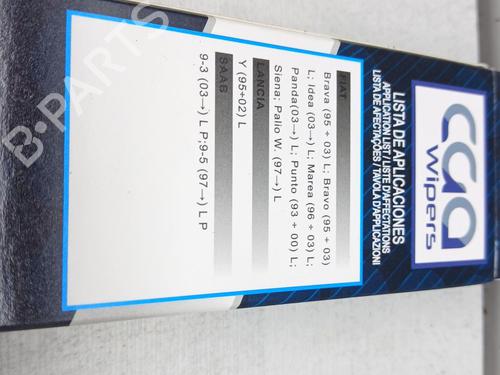 CGA
Wipers
LISTA DE APLICACIONES
APPLICATION LIST / LISTE D'AFFECTATIONS
LISTA DE AFECTAÇÕES / TAVOLA D'APPLICAZIONI
FIAT
Brava (95 ÷ 03) L; Bravo (95 ÷ 03)
L; Idea (03→) L; Marea (96 ÷ 03) L;
Panda(03→) L; Punto (93 ÷ 00) L;
Siena; Palio W. (97→) L
LANCIA
Y (95÷02) L
SAAB
9-3 (03→) L P;9-5 (97→) L P
B-PARTS